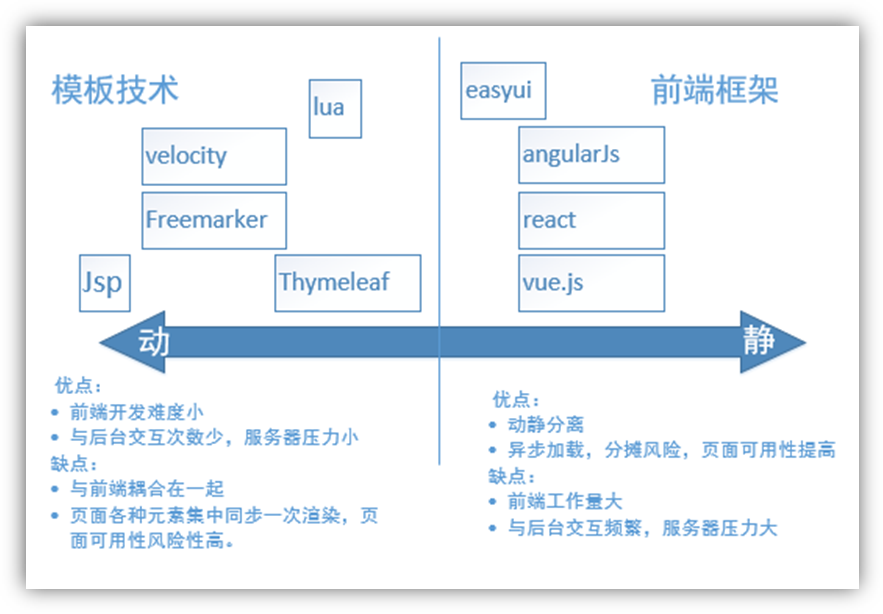 模板技术
lua
velocity
Freemarker
Jsp
Thymeleaf
easyui
前端框架
angularJs
react
vue.js
动
静
优点：
• 前端开发难度小
• 与后台交互次数少，服务器压力小
缺点：
• 与前端耦合在一起
• 页面各种元素集中同步一次渲染，页
面可用性风险性高。
优点：
• 动静分离
• 异步加载，分摊风险，页面可用性提高
缺点：
• 前端工作量大
• 与后台交互频繁，服务器压力大